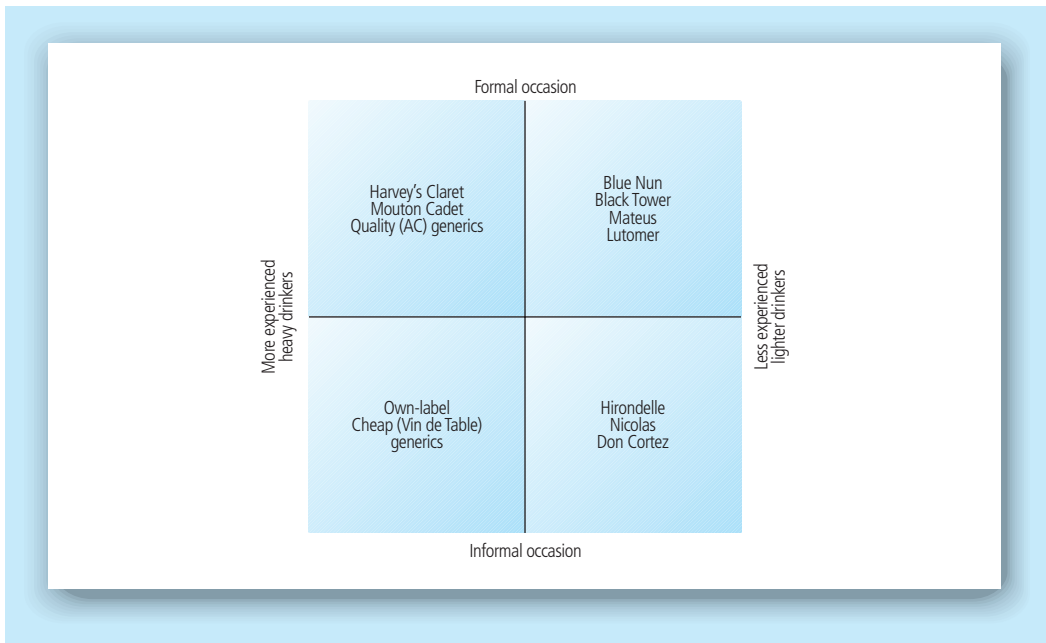 Formal occasion
Harvey's Claret
Mouton Cadet
Quality (AC) generics
Blue Nun
Black Tower
Mateus
Lutomer
More experienced
heavy drinkers
Less experienced
lighter drinkers
Own-label
Cheap (Vin de Table)
generics
Hirondelle
Nicolas
Don Cortez
Informal occasion